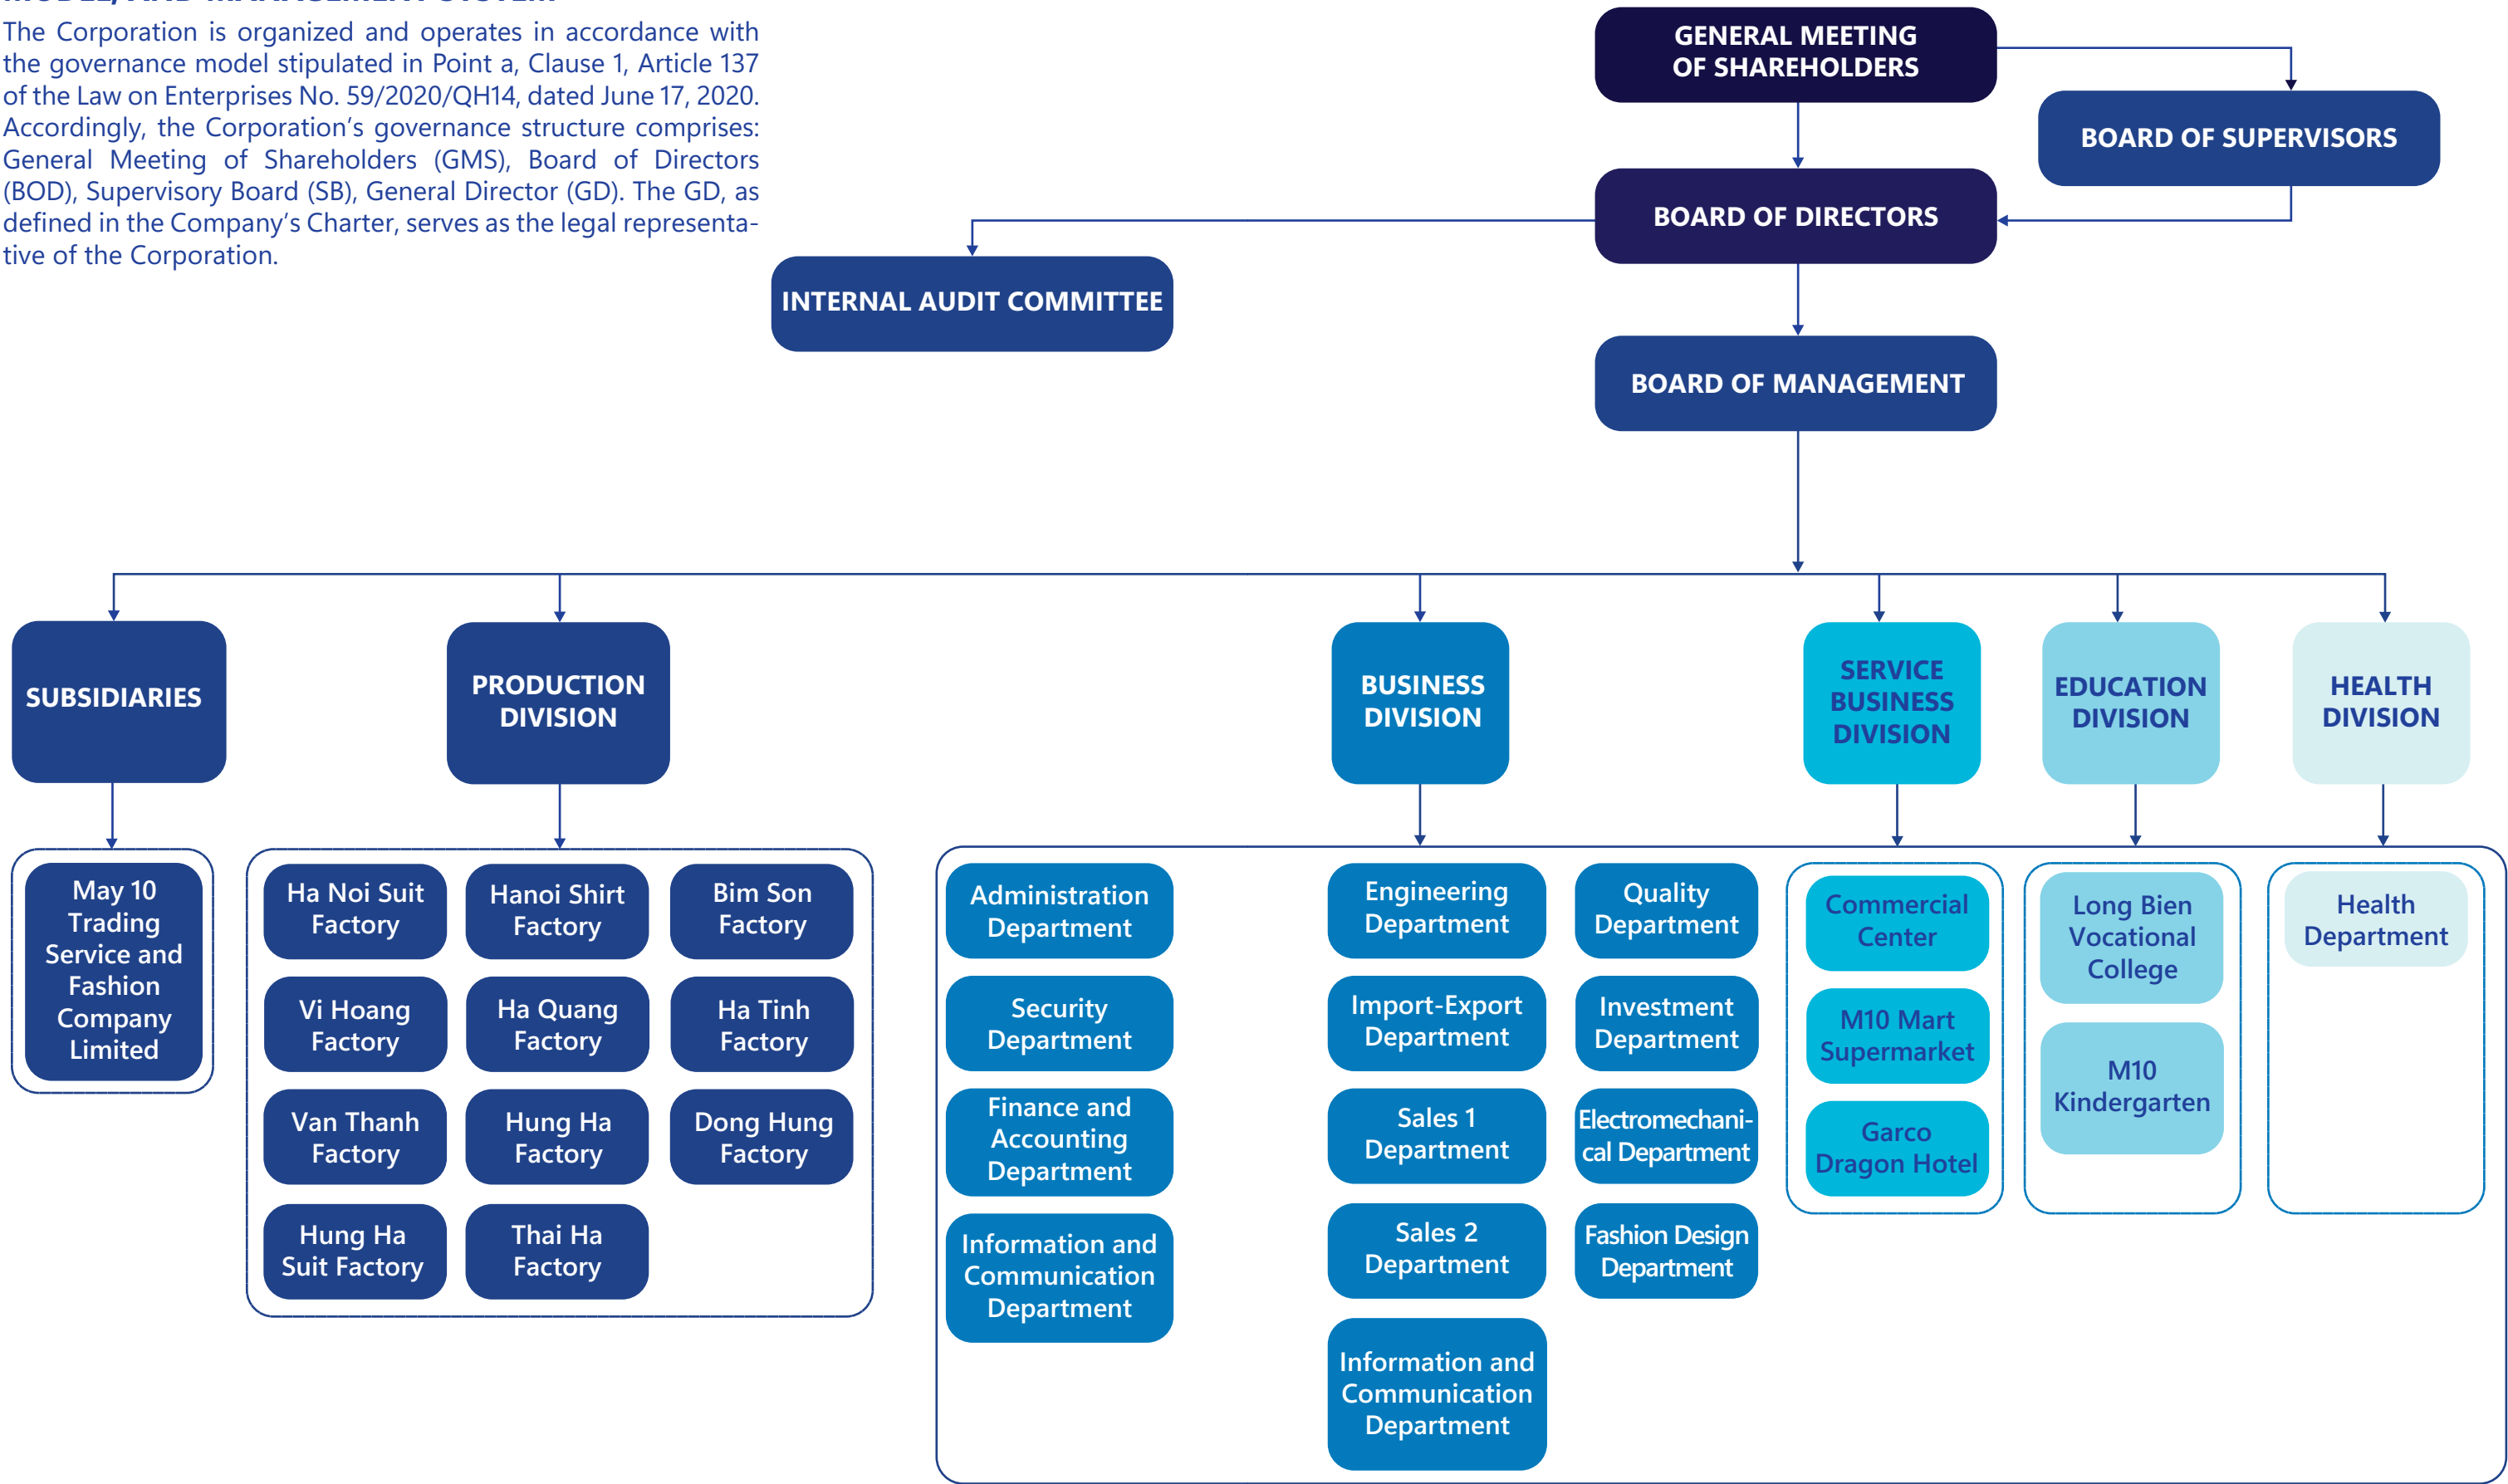 MODEL, AND MANAGEMENT SYSTEM
The Corporation is organized and operates in accordance with
the governance model stipulated in Point a, Clause 1, Article 137
of the Law on Enterprises No. 59/2020/QH14, dated June 17, 2020.
Accordingly, the Corporation’s governance structure comprises:
General Meeting of Shareholders (GMS), Board of Directors
(BOD), Supervisory Board (SB), General Director (GD). The GD, as
defined in the Company’s Charter, serves as the legal representa-
tive of the Corporation.
GENERAL MEETING
OF SHAREHOLDERS
BOARD OF SUPERVISORS
BOARD OF DIRECTORS
INTERNAL AUDIT COMMITTEE
BOARD OF MANAGEMENT
SUBSIDIARIES
PRODUCTION
DIVISION
BUSINESS
DIVISION
SERVICE
BUSINESS
DIVISION
EDUCATION
DIVISION
HEALTH
DIVISION
May 10
Trading
Service and
Fashion
Company
Limited
Ha Noi Suit
Factory
Hanoi Shirt
Factory
Bim Son
Factory
Vi Hoang
Factory
Ha Quang
Factory
Ha Tinh
Factory
Van Thanh
Factory
Hung Ha
Factory
Dong Hung
Factory
Hung Ha
Suit Factory
Thai Ha
Factory
Administration
Department
Security
Department
Finance and
Accounting
Department
Information and
Communication
Department
Engineering
Department
Import-Export
Department
Sales 1
Department
Sales 2
Department
Information and
Communication
Department
Quality
Department
Investment
Department
Electromechani-
cal Department
Fashion Design
Department
Commercial
Center
M10 Mart
Supermarket
Garco
Dragon Hotel
Long Bien
Vocational
College
M10
Kindergarten
Health
Department